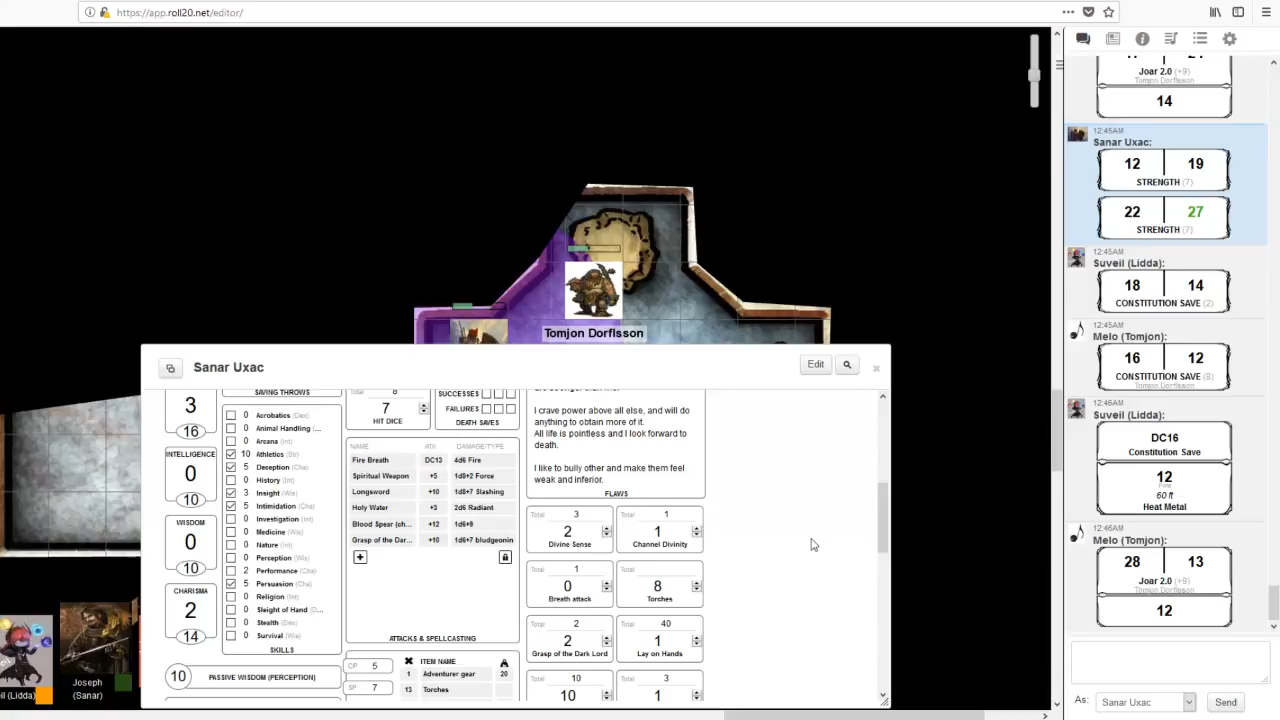 https://app.roll20.net/editor/
Tomjon Dorflsson
Joseph
(Sanar)
Sanar Uxac
Edit
3
16
INTELLIGENCE
0
10
WISDOM
0
10
CHARISMA
2
14
SAVING THROWS
0 Acrobatics (Dex)
0 Animal Handling (...
0 Arcana (Int)
10 Athletics (Str)
5 Deception (Cha)
0 History (Int)
3 Insight (Wis)
5 Intimidation (Cha)
0 Investigation (Int)
0 Medicine (Wis)
0 Nature (Int)
0 Perception (Wis)
2 Performance (Cha)
5 Persuasion (Cha)
0 Religion (Int)
0 Sleight of Hand (D...
0 Stealth (Dex)
0 Survival (Wis)
SKILLS
10 PASSIVE WISDOM (PERCEPTION)
7
HIT DICE
SUCCESSES
FAILURES
DEATH SAVES
NAME ATK DAMAGE/TYPE
Fire Breath DC13 4d6 Fire
Spiritual Weapon +5 1d8+2 Force
Longsword +10 1d8+7 Slashing
Holy Water +3 2d6 Radiant
Blood Spear (ch... +12 1d6+9
Grasp of the Dar... +10 1d6+7 bludgeonin
ATTACKS & SPELLCASTING
CP 5
SP 7
ITEM NAME
1 Adventurer gear 20
13 Torches
I crave power above all else, and will do
anything to obtain more of it.
All life is pointless and I look forward to
death.
I like to bully other and make them feel
weak and inferior.
FLAWS
Total 3
2
Divine Sense
Total 1
1
Channel Divinity
Total 1
0
Breath attack
Total
8
Torches
Total 2
2
Grasp of the Dark Lord
Total 40
1
Lay on Hands
Total 10
10
Total 3
1
Joar 2.0 (+9)
Tomjon Dorflsson
14
12:45AM
Sanar Uxac:
12 19
STRENGTH (7)
22 27
STRENGTH (7)
12:45AM
Suveil (Lidda):
18 14
CONSTITUTION SAVE (2)
12:45AM
Melo (Tomjon):
16 12
CONSTITUTION SAVE (8)
12:46AM
Suveil (Lidda):
DC16
Constitution Save
12
Fire
60 ft
Heat Metal
12:46AM
Melo (Tomjon):
28 13
Joar 2.0 (+9)
Tomjon Dorflsson
12
As: Sanar Uxac Send